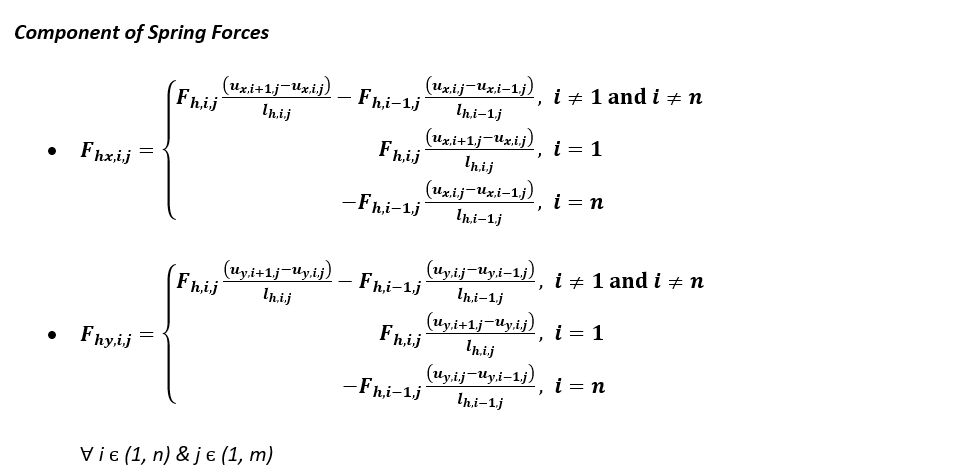 Component of Spring Forces
• F_{hx,i,j} = { F_{h,i,j} (u_{x,i+1,j}−u_{x,i,j})/l_{h,i,j} − F_{h,i−1,j} (u_{x,i,j}−u_{x,i−1,j})/l_{h,i−1,j}, i ≠ 1 and i ≠ n
F_{h,i,j} (u_{x,i+1,j}−u_{x,i,j})/l_{h,i,j}, i = 1
−F_{h,i−1,j} (u_{x,i,j}−u_{x,i−1,j})/l_{h,i−1,j}, i = n
• F_{hy,i,j} = { F_{h,i,j} (u_{y,i+1,j}−u_{y,i,j})/l_{h,i,j} − F_{h,i−1,j} (u_{y,i,j}−u_{y,i−1,j})/l_{h,i−1,j}, i ≠ 1 and i ≠ n
F_{h,i,j} (u_{y,i+1,j}−u_{y,i,j})/l_{h,i,j}, i = 1
−F_{h,i−1,j} (u_{y,i,j}−u_{y,i−1,j})/l_{h,i−1,j}, i = n
∀ i ϵ (1, n) & j ϵ (1, m)